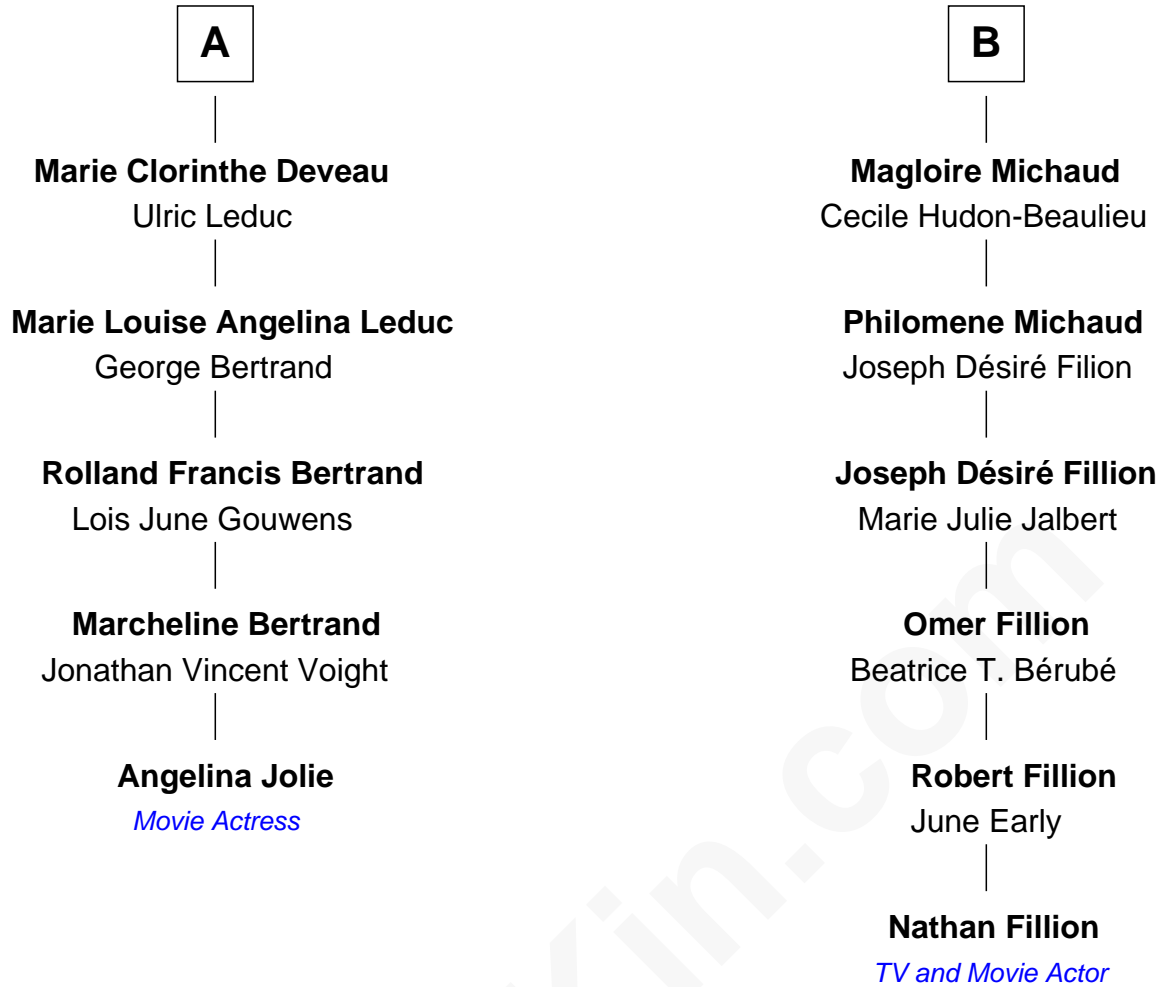 A
Marie Clorinthe Deveau
Ulric Leduc
Marie Louise Angelina Leduc
George Bertrand
Rolland Francis Bertrand
Lois June Gouwens
Marcheline Bertrand
Jonathan Vincent Voight
Angelina Jolie
Movie Actress
B
Magloire Michaud
Cecile Hudon-Beaulieu
Philomene Michaud
Joseph Désiré Filion
Joseph Désiré Fillion
Marie Julie Jalbert
Omer Fillion
Beatrice T. Bérubé
Robert Fillion
June Early
Nathan Fillion
TV and Movie Actor